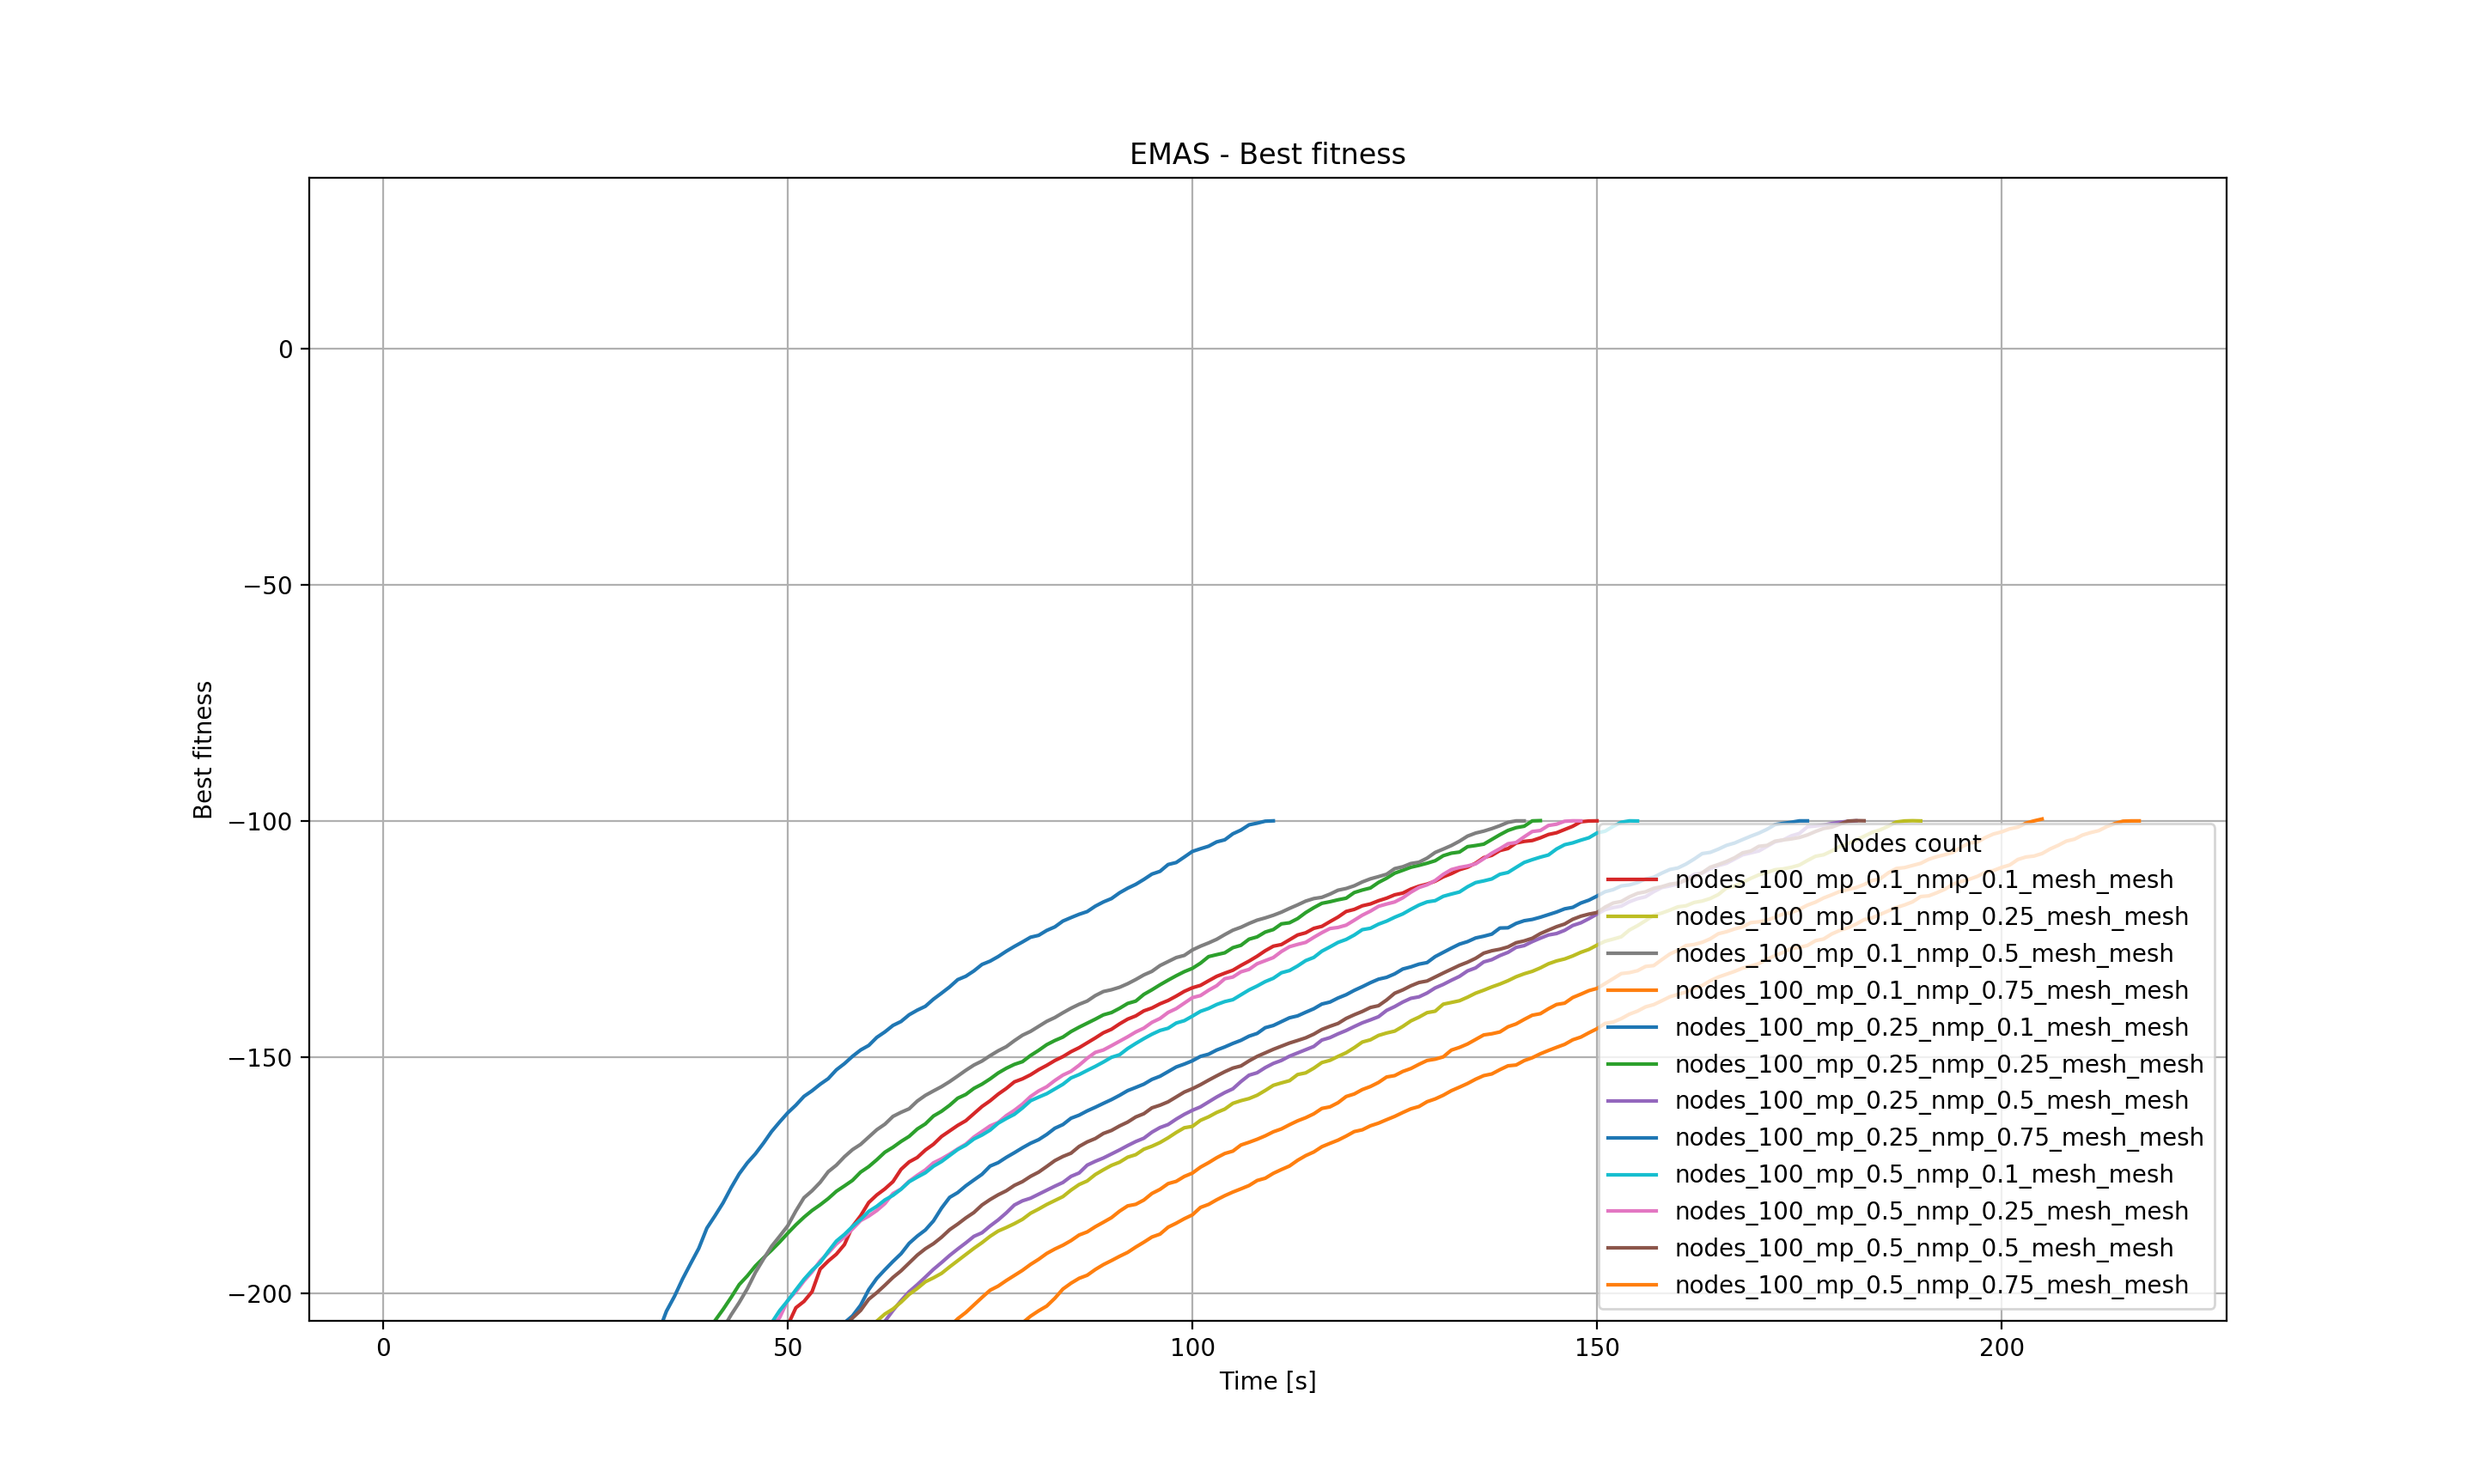 EMAS - Best fitness
0
−50
−100
−150
−200
Best fitness
0
50
100
150
200
Time [s]
Nodes count
nodes_100_mp_0.1_nmp_0.1_mesh_mesh
nodes_100_mp_0.1_nmp_0.25_mesh_mesh
nodes_100_mp_0.1_nmp_0.5_mesh_mesh
nodes_100_mp_0.1_nmp_0.75_mesh_mesh
nodes_100_mp_0.25_nmp_0.1_mesh_mesh
nodes_100_mp_0.25_nmp_0.25_mesh_mesh
nodes_100_mp_0.25_nmp_0.5_mesh_mesh
nodes_100_mp_0.25_nmp_0.75_mesh_mesh
nodes_100_mp_0.5_nmp_0.1_mesh_mesh
nodes_100_mp_0.5_nmp_0.25_mesh_mesh
nodes_100_mp_0.5_nmp_0.5_mesh_mesh
nodes_100_mp_0.5_nmp_0.75_mesh_mesh